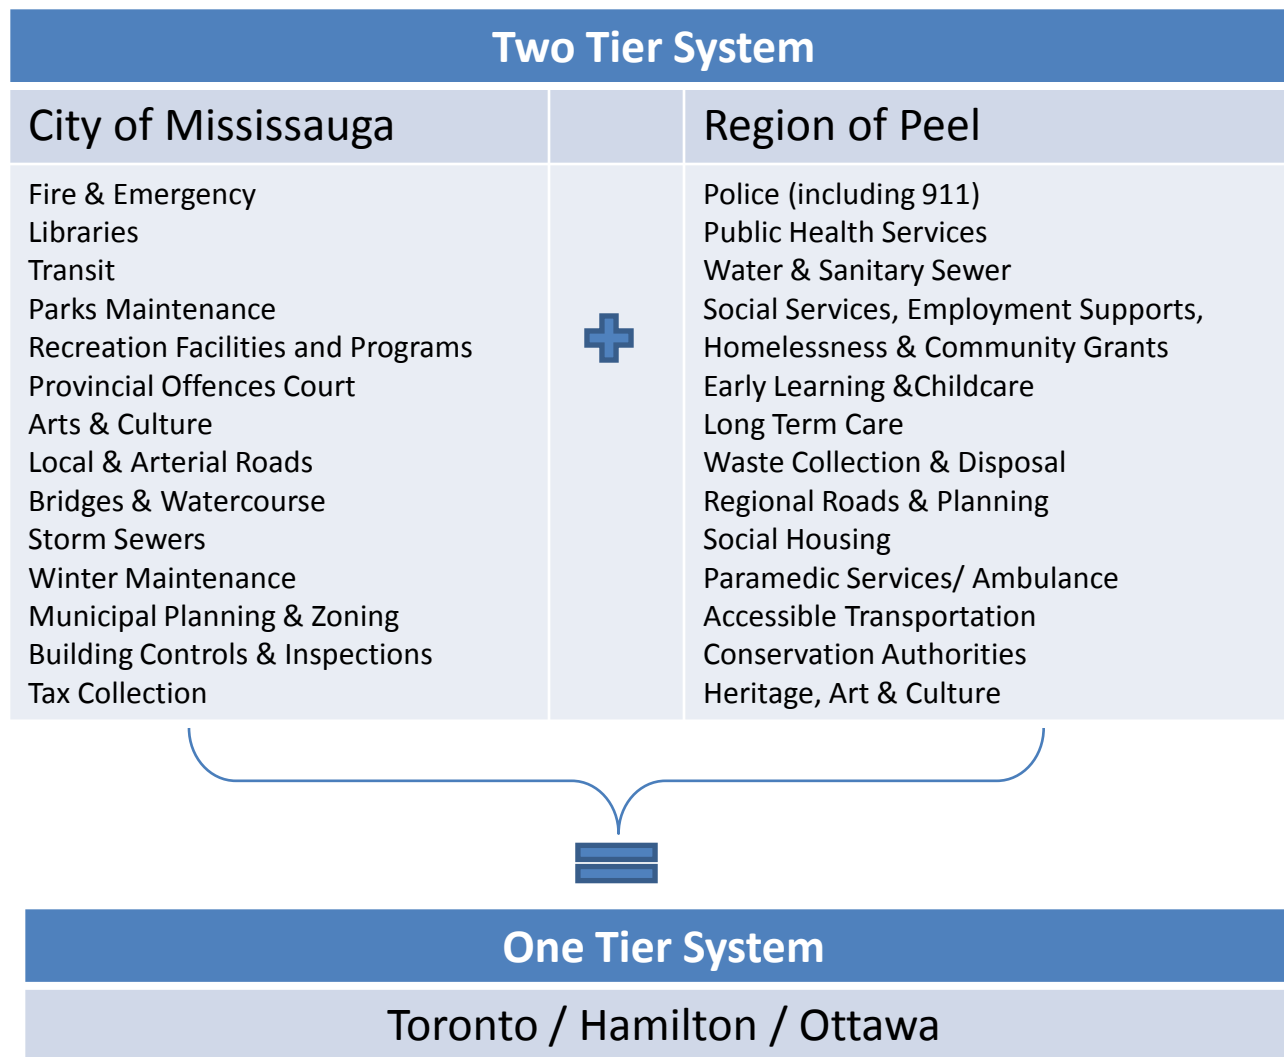 Two Tier System
City of Mississauga
Region of Peel
Fire & Emergency
Libraries
Transit
Parks Maintenance
Recreation Facilities and Programs
Provincial Offences Court
Arts & Culture
Local & Arterial Roads
Bridges & Watercourse
Storm Sewers
Winter Maintenance
Municipal Planning & Zoning
Building Controls & Inspections
Tax Collection
Police (including 911)
Public Health Services
Water & Sanitary Sewer
Social Services, Employment Supports,
Homelessness & Community Grants
Early Learning &Childcare
Long Term Care
Waste Collection & Disposal
Regional Roads & Planning
Social Housing
Paramedic Services/ Ambulance
Accessible Transportation
Conservation Authorities
Heritage, Art & Culture
One Tier System
Toronto / Hamilton / Ottawa